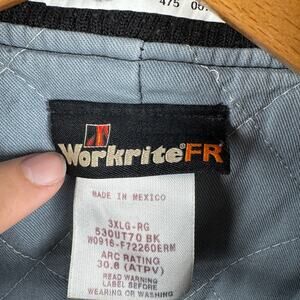 475
Workrite®FR
MADE IN MEXICO
3XLG-RG
530UT70 BK
W0916-F72260ERM
ARC RATING
30.6 (ATPV)
READ WARNING
LABEL BEFORE
WEARING OR WASHING